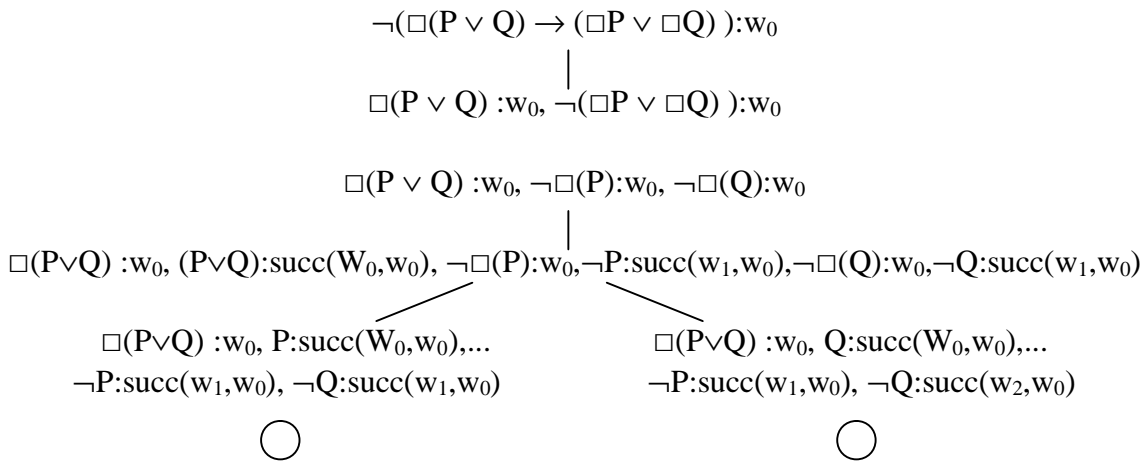 ¬(□(P ∨ Q) → (□P ∨ □Q) ):w₀
□(P ∨ Q) :w₀, ¬(□P ∨ □Q) ):w₀
□(P ∨ Q) :w₀, ¬□(P):w₀, ¬□(Q):w₀
□(P∨Q) :w₀, (P∨Q):succ(W₀,w₀), ¬□(P):w₀,¬P:succ(w₁,w₀),¬□(Q):w₀,¬Q:succ(w₁,w₀)
□(P∨Q) :w₀, P:succ(W₀,w₀),... □(P∨Q) :w₀, Q:succ(W₀,w₀),...
¬P:succ(w₁,w₀), ¬Q:succ(w₁,w₀) ¬P:succ(w₁,w₀), ¬Q:succ(w₂,w₀)